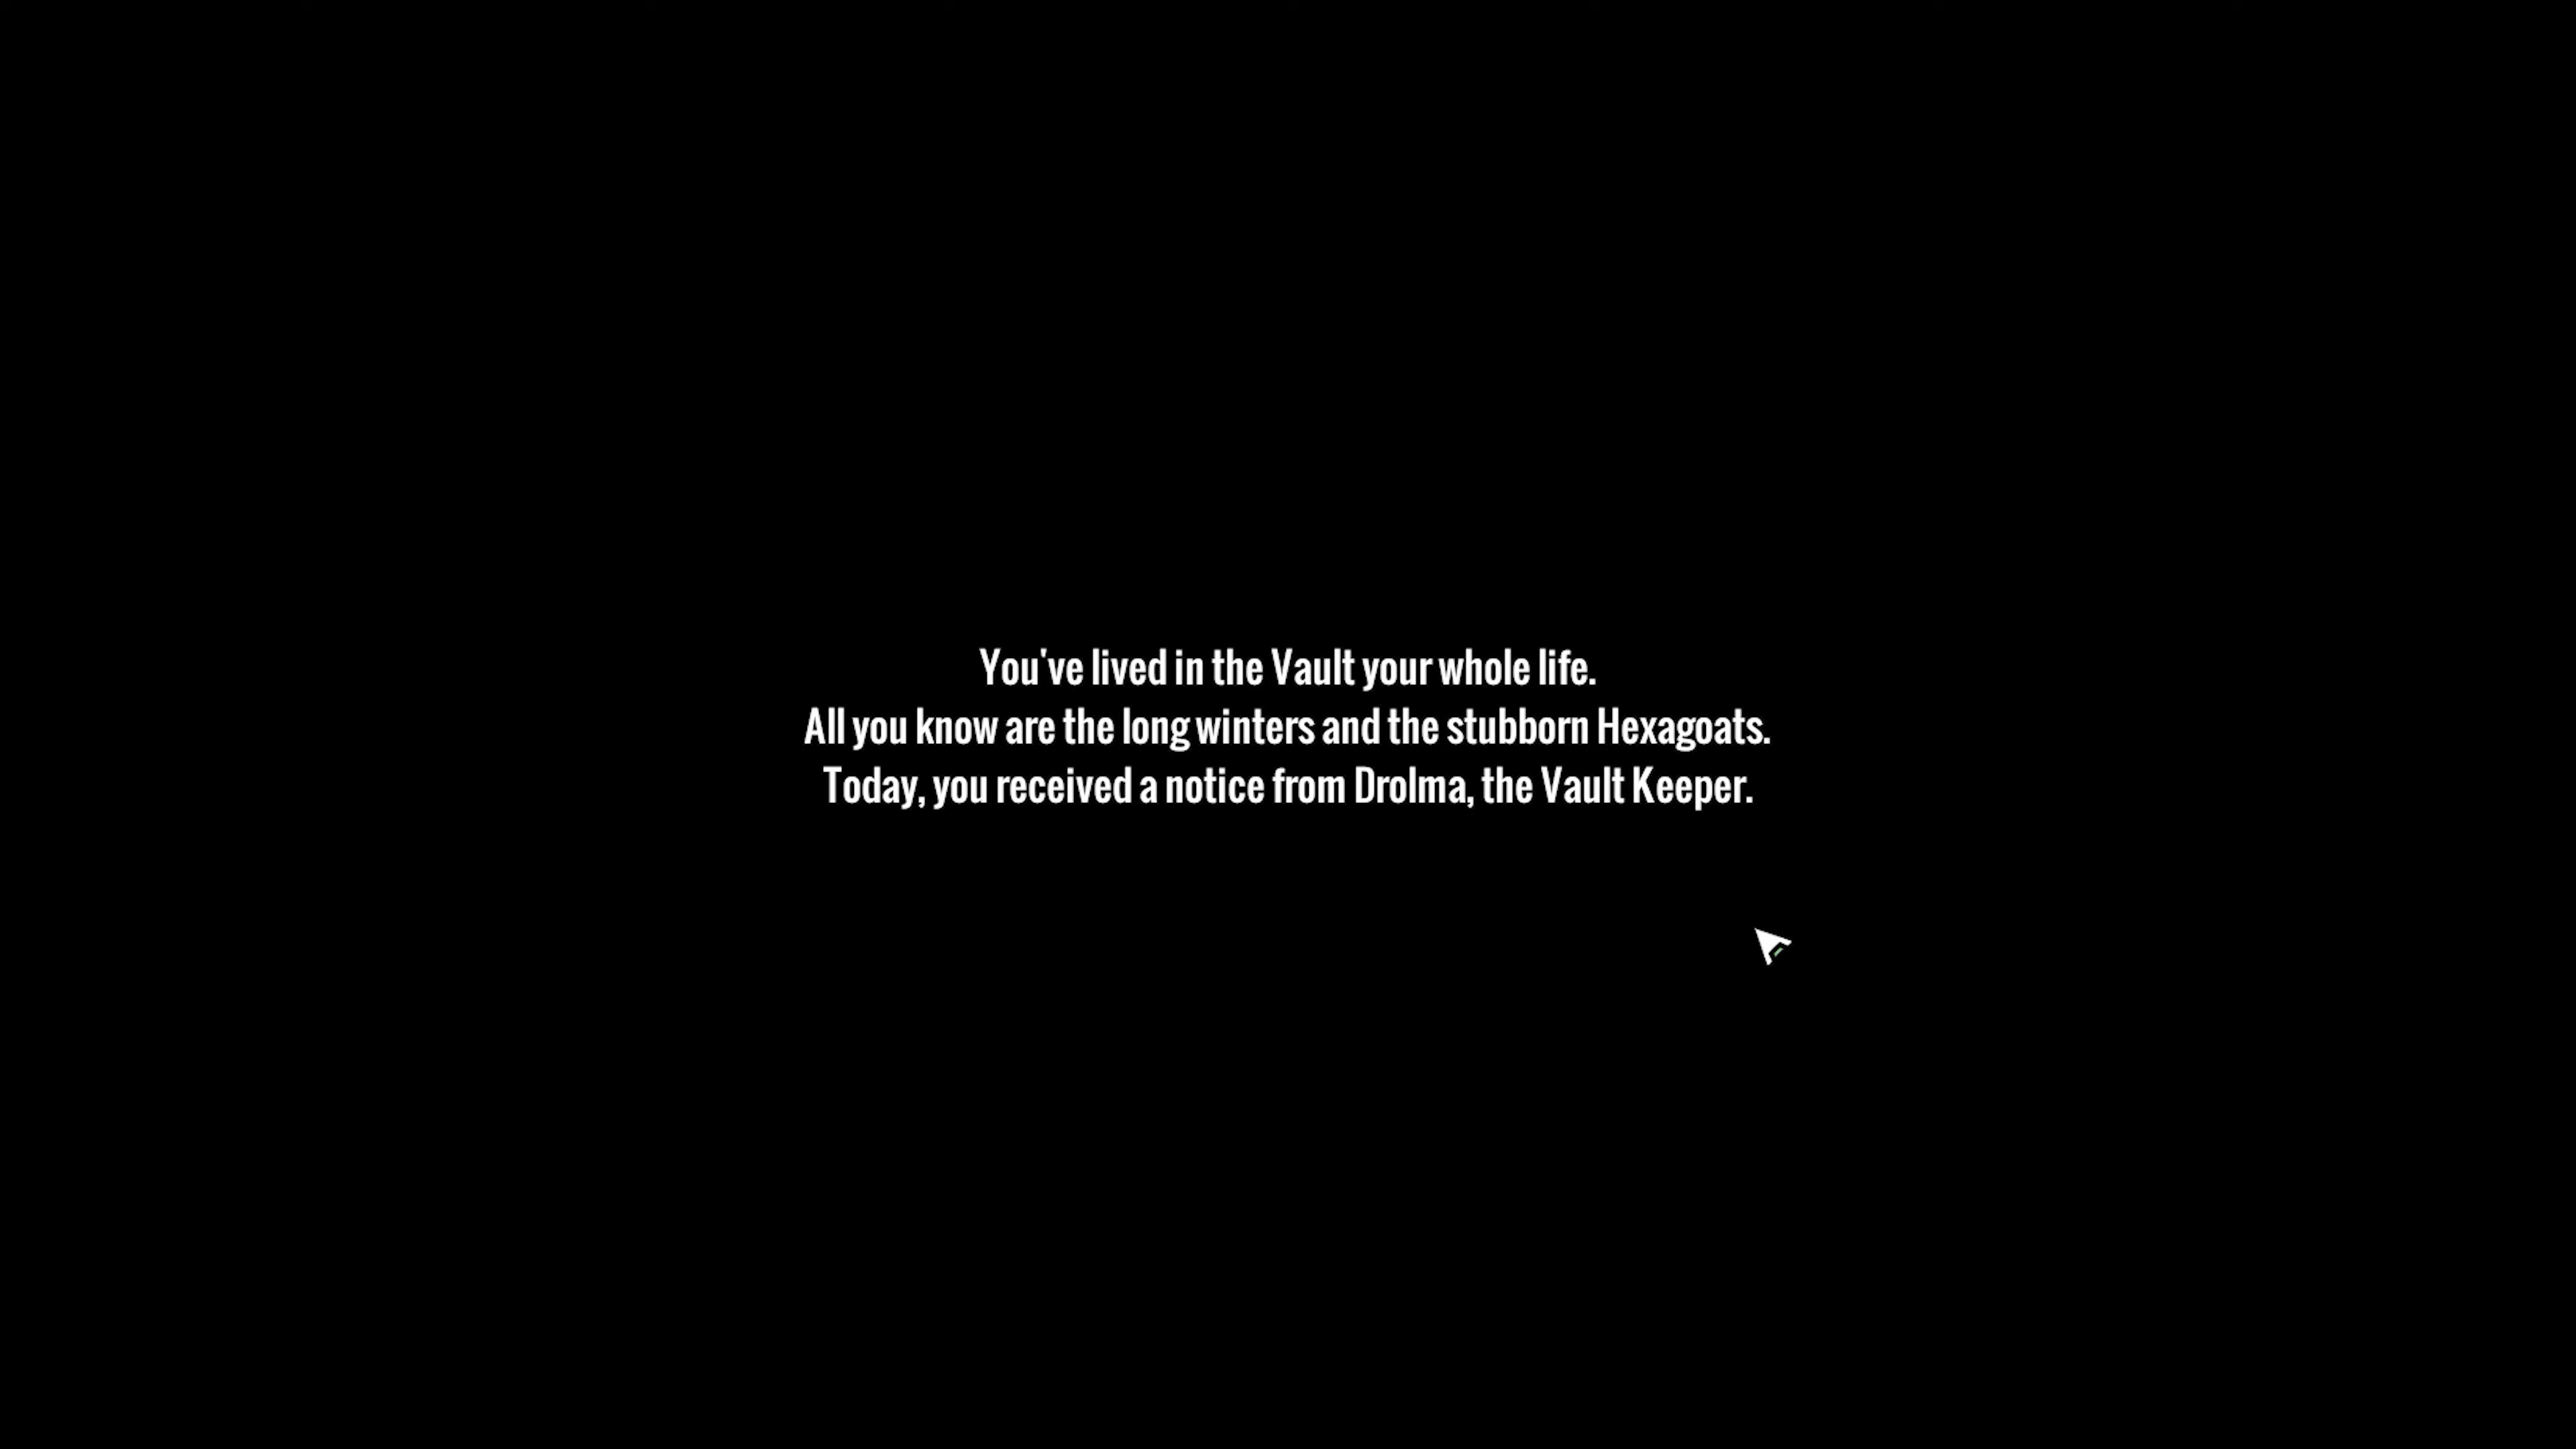 You've lived in the Vault your whole life.
All you know are the long winters and the stubborn Hexagoats.
Today, you received a notice from Drolma, the Vault Keeper.